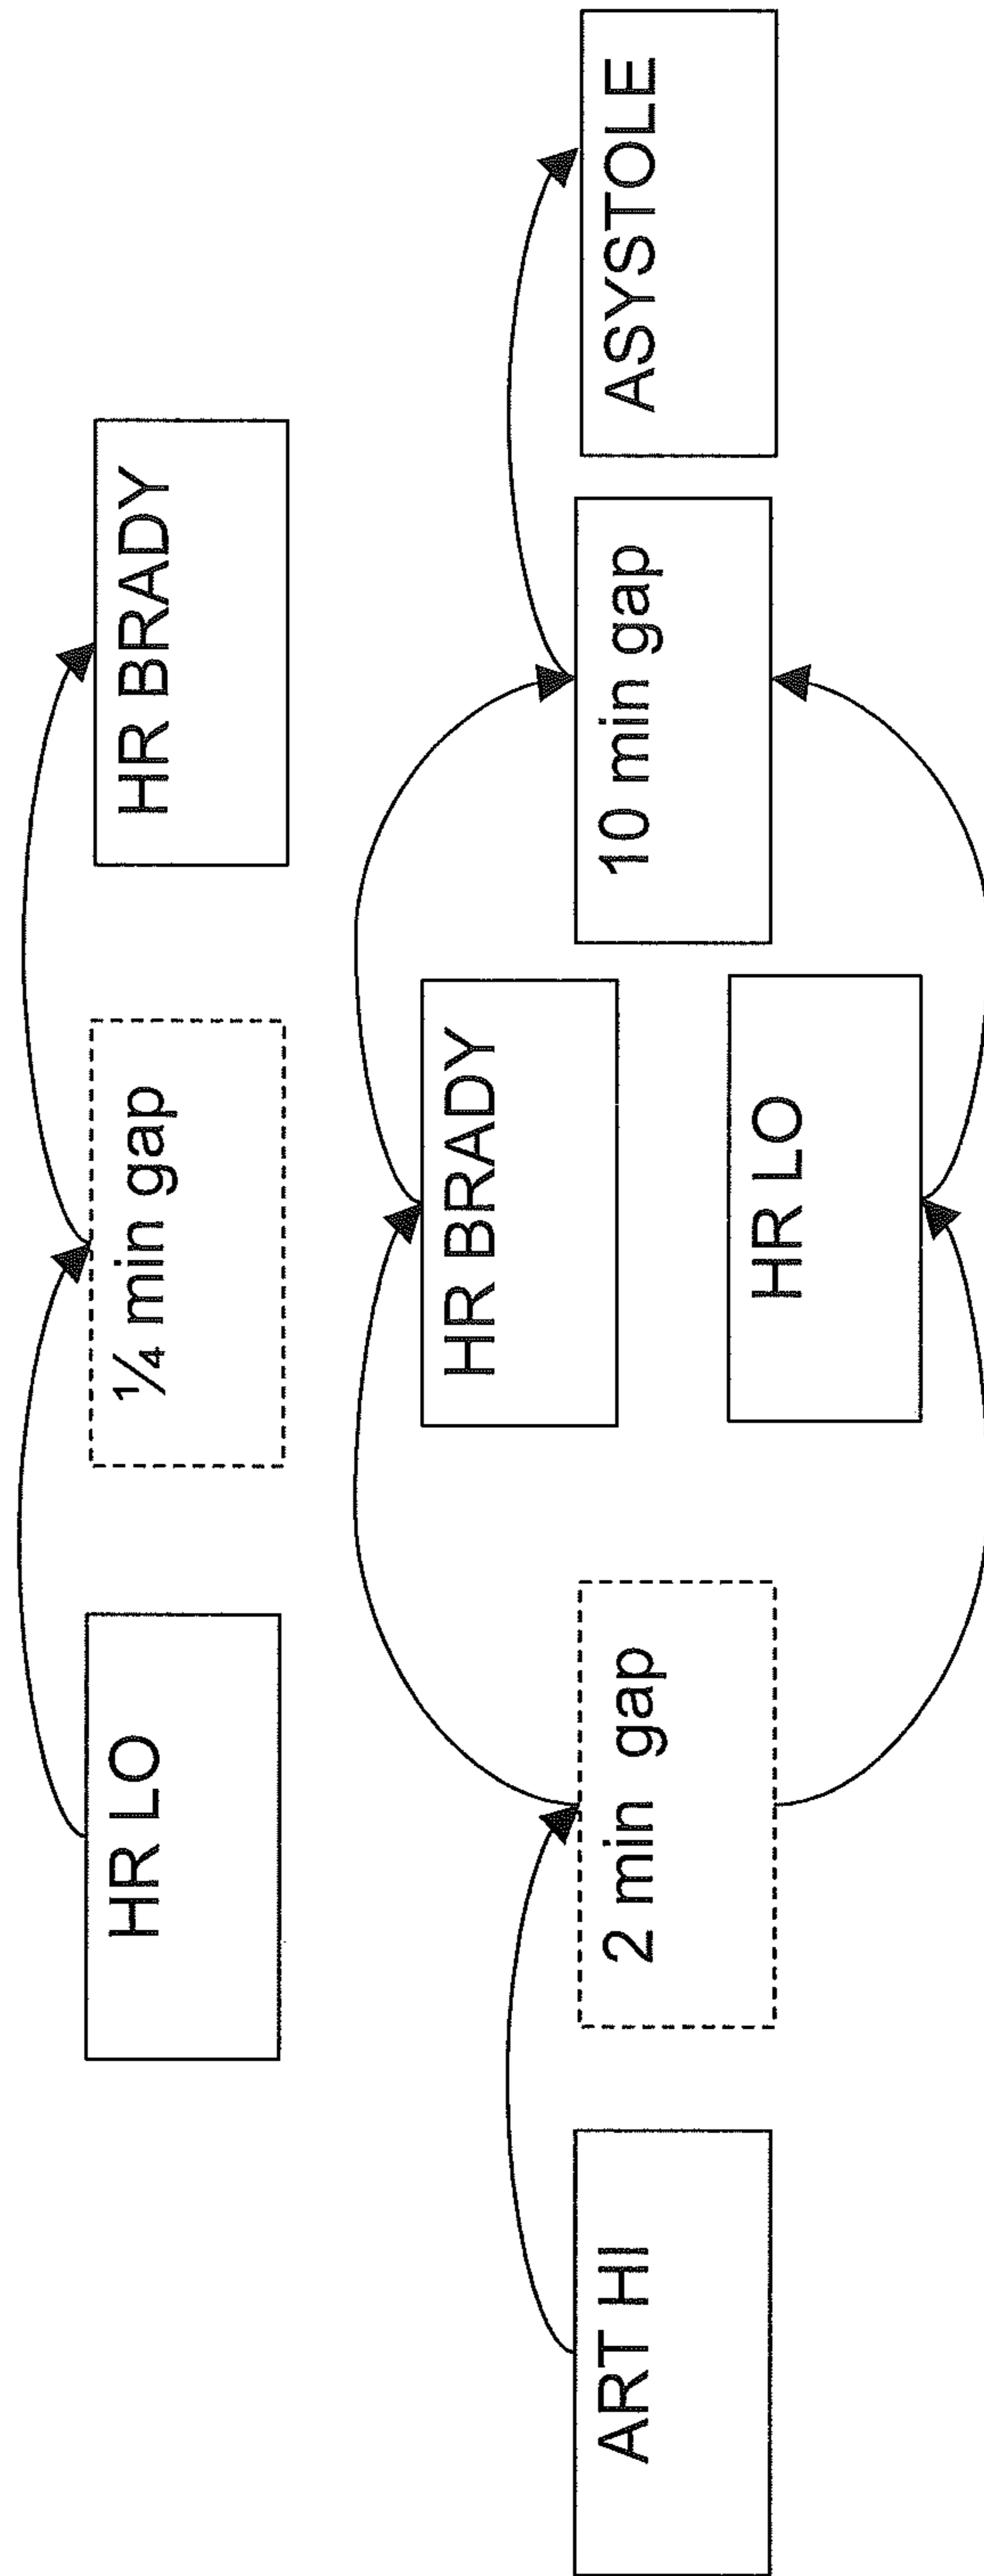 HR LO
¼ min gap
HR BRADY
ART HI
2 min gap
HR BRADY
HR LO
10 min gap
ASYSTOLE